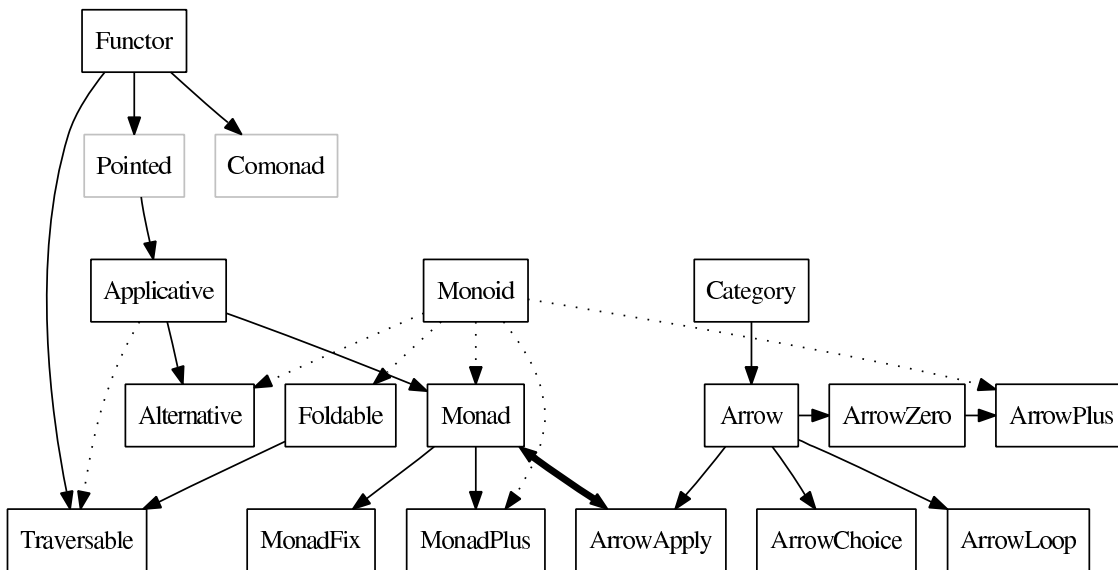 Functor
Pointed
Comonad
Applicative
Monoid
Category
Alternative
Foldable
Monad
Arrow
ArrowZero
ArrowPlus
Traversable
MonadFix
MonadPlus
ArrowApply
ArrowChoice
ArrowLoop